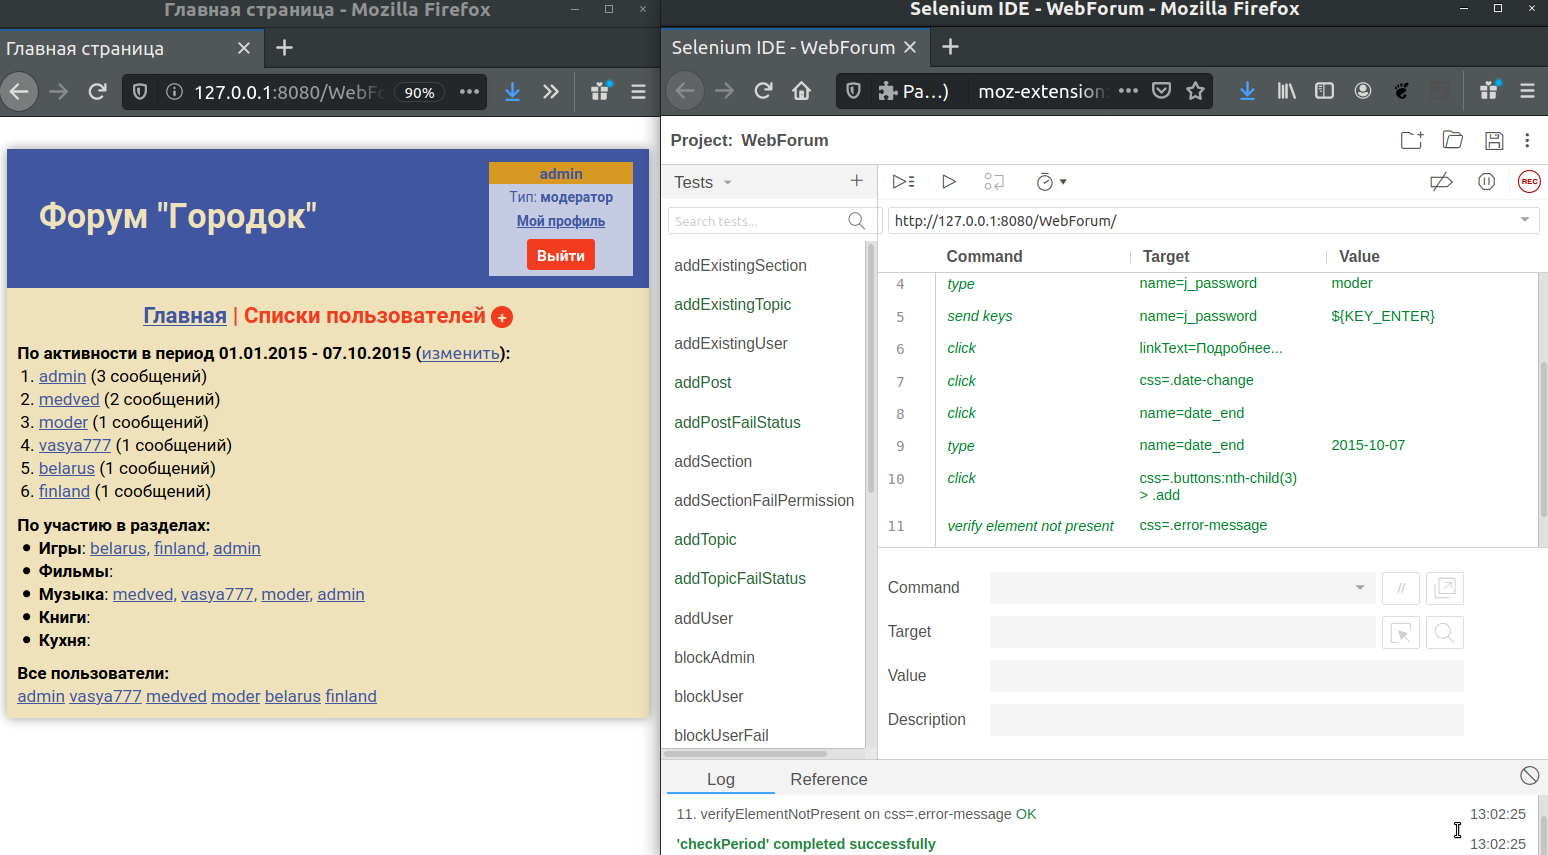 Главная страница - Mozilla Firefox
Главная страница
127.0.0.1:8080/WebFo
90%
Форум "Городок"
admin
Тип: модератор
Мой профиль
Выйти
Главная | Списки пользователей +
По активности в период 01.01.2015 - 07.10.2015 (изменить):
1. admin (3 сообщений)
2. medved (2 сообщений)
3. moder (1 сообщений)
4. vasya777 (1 сообщений)
5. belarus (1 сообщений)
6. finland (1 сообщений)
По участию в разделах:
Игры: belarus, finland, admin
Фильмы:
Музыка: medved, vasya777, moder, admin
Книги:
Кухня:
Все пользователи:
admin vasya777 medved moder belarus finland
Selenium IDE - WebForum - Mozilla Firefox
Selenium IDE - WebForum
Pa...) moz-extension:
Project: WebForum
Tests
REC
Search tests...
http://127.0.0.1:8080/WebForum/
addExistingSection
addExistingTopic
addExistingUser
addPost
addPostFailStatus
addSection
addSectionFailPermission
addTopic
addTopicFailStatus
addUser
blockAdmin
blockUser
blockUserFail
Command Target Value
4 type name=j_password moder
5 send keys name=j_password ${KEY_ENTER}
6 click linkText=Подробнее...
7 click css=.date-change
8 click name=date_end
9 type name=date_end 2015-10-07
10 click css=.buttons:nth-child(3)
> .add
11 verify element not present css=.error-message
Command //
Target
Value
Description
Log Reference
11. verifyElementNotPresent on css=.error-message OK 13:02:25
'checkPeriod' completed successfully 13:02:25